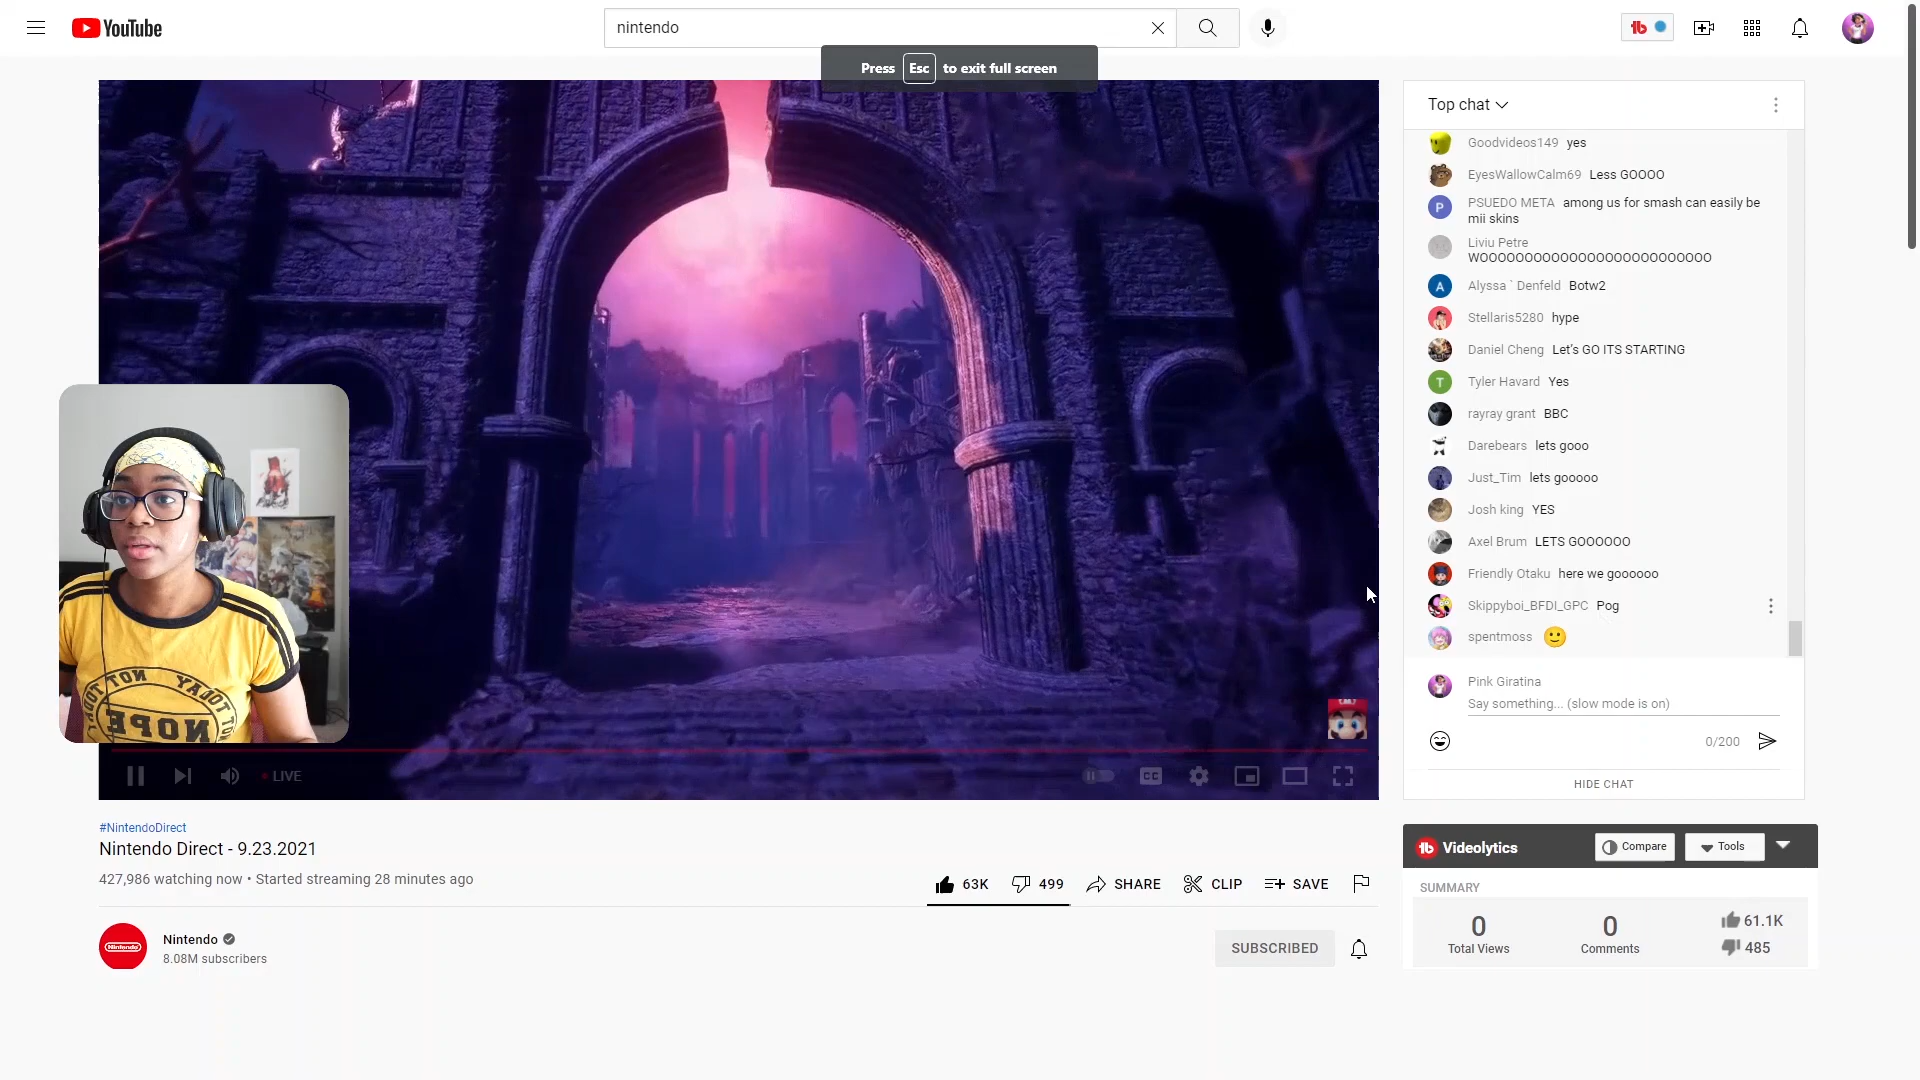 YouTube
nintendo
Press Esc to exit full screen
Top chat
Goodvideos149 yes
EyesWallowCalm69 Less GOOOO
P
PSUEDO META among us for smash can easily be
mii skins
Liviu Petre
WOOOOOOOOOOOOOOOOOOOOOOOOOO
A
Alyssa ` Denfeld Botw2
Stellaris5280 hype
Daniel Cheng Let's GO ITS STARTING
T
Tyler Havard Yes
rayray grant BBC
Darebears lets gooo
Just_Tim lets gooooo
Josh king YES
Axel Brum LETS GOOOOOO
Friendly Otaku here we goooooo
Skippyboi_BFDI_GPC Pog
spentmoss
Pink Giratina
Say something... (slow mode is on)
0/200
HIDE CHAT
NOT TODAY
NOPE
LIVE
CC
#NintendoDirect
Nintendo Direct - 9.23.2021
427,986 watching now • Started streaming 28 minutes ago
63K 499 SHARE CLIP SAVE
Nintendo
Nintendo
8.08M subscribers
SUBSCRIBED
Videolytics Compare Tools
SUMMARY
0 0 61.1K
Total Views Comments 485